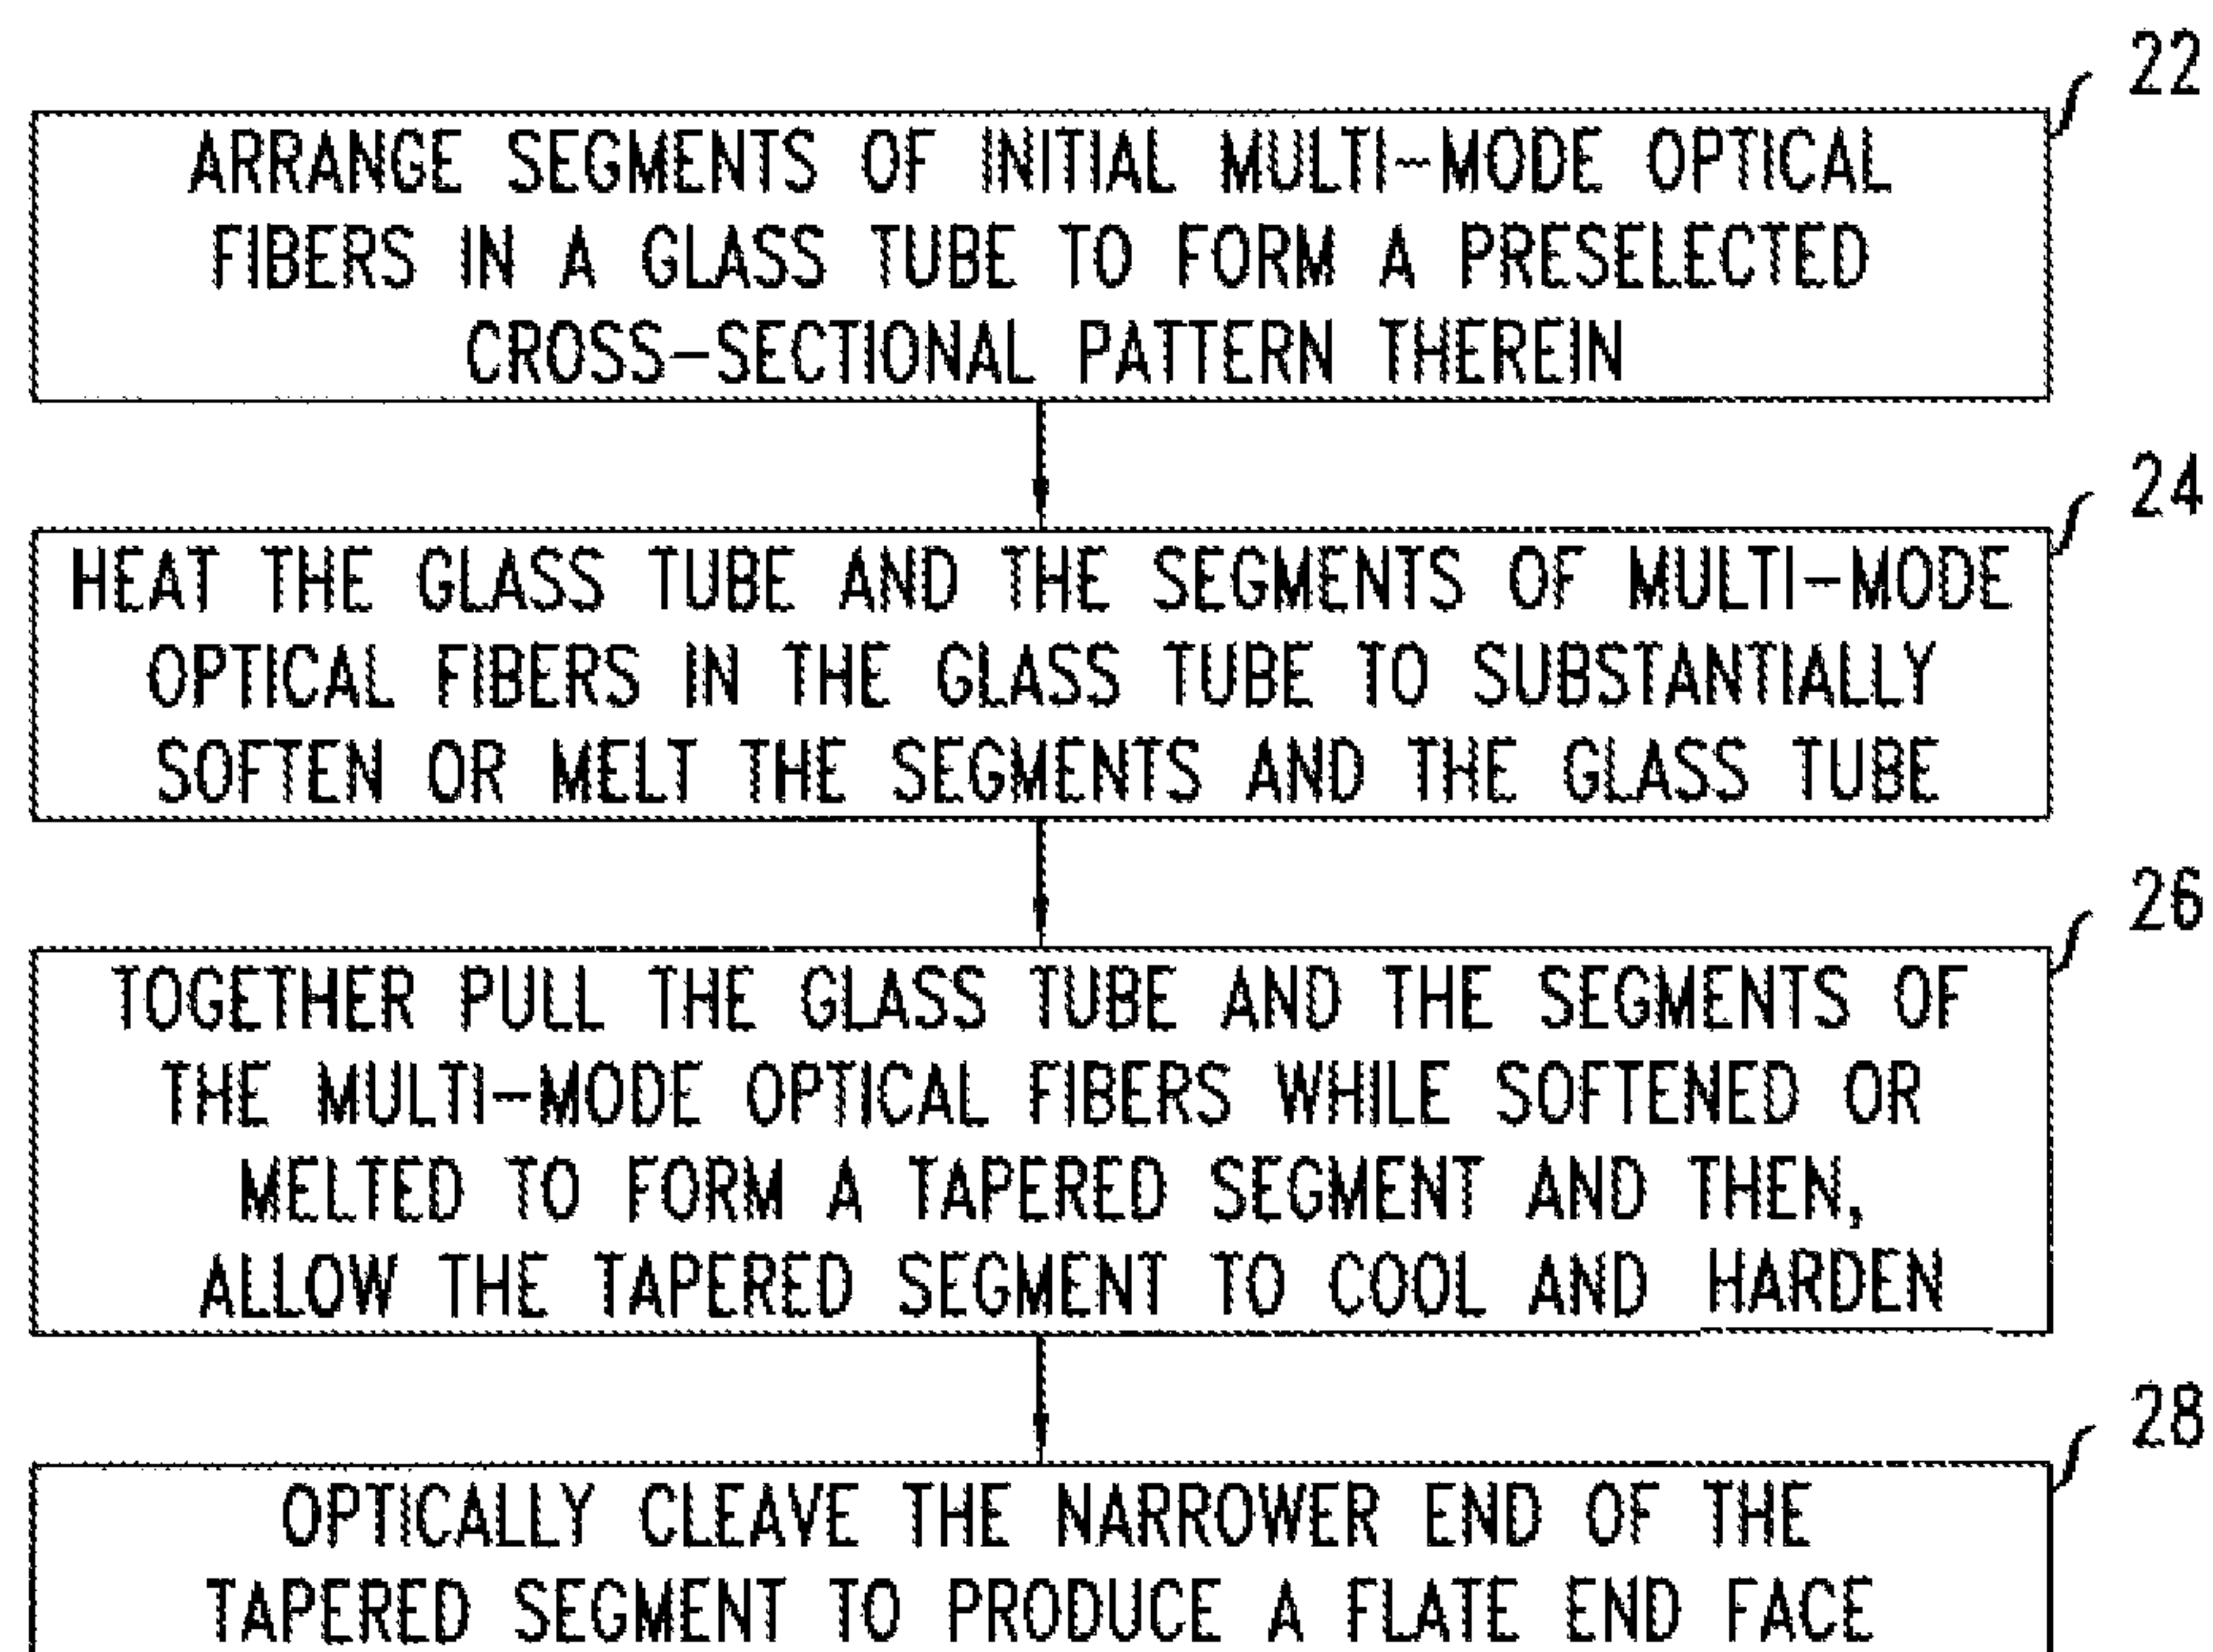 22
ARRANGE SEGMENTS OF INITIAL MULTI-MODE OPTICAL
FIBERS IN A GLASS TUBE TO FORM A PRESELECTED
CROSS-SECTIONAL PATTERN THEREIN
24
HEAT THE GLASS TUBE AND THE SEGMENTS OF MULTI-MODE
OPTICAL FIBERS IN THE GLASS TUBE TO SUBSTANTIALLY
SOFTEN OR MELT THE SEGMENTS AND THE GLASS TUBE
26
TOGETHER PULL THE GLASS TUBE AND THE SEGMENTS OF
THE MULTI-MODE OPTICAL FIBERS WHILE SOFTENED OR
MELTED TO FORM A TAPERED SEGMENT AND THEN,
ALLOW THE TAPERED SEGMENT TO COOL AND HARDEN
28
OPTICALLY CLEAVE THE NARROWER END OF THE
TAPERED SEGMENT TO PRODUCE A FLATE END FACE